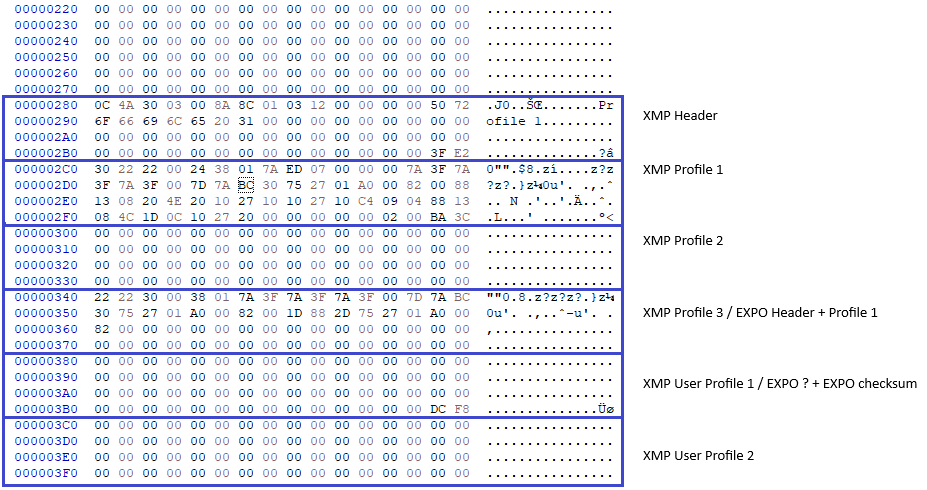 00000220 00 00 00 00 00 00 00 00 00 00 00 00 00 00 00 00 ................
00000230 00 00 00 00 00 00 00 00 00 00 00 00 00 00 00 00 ................
00000240 00 00 00 00 00 00 00 00 00 00 00 00 00 00 00 00 ................
00000250 00 00 00 00 00 00 00 00 00 00 00 00 00 00 00 00 ................
00000260 00 00 00 00 00 00 00 00 00 00 00 00 00 00 00 00 ................
00000270 00 00 00 00 00 00 00 00 00 00 00 00 00 00 00 00 ................
00000280 0C 4A 30 03 00 8A 8C 01 03 12 00 00 00 00 50 72 .J0..ŠŒ.......Pr
XMP Header
00000290 6F 66 69 6C 65 20 31 00 00 00 00 00 00 00 00 00 ofile 1.........
000002A0 00 00 00 00 00 00 00 00 00 00 00 00 00 00 00 00 ................
000002B0 00 00 00 00 00 00 00 00 00 00 00 00 00 00 3F E2 ..............?â
000002C0 30 22 22 00 24 38 01 7A ED 07 00 00 00 7A 3F 7A 0"".$8.zí....z?z
XMP Profile 1
000002D0 3F 7A 3F 00 7D 7A BC 30 75 27 01 A0 00 82 00 88 ?z?.}z¼0u'. .‚.ˆ
000002E0 13 08 20 4E 20 10 27 10 10 27 10 C4 09 04 88 13 .. N .'..'.Ä..ˆ.
000002F0 08 4C 1D 0C 10 27 20 00 00 00 00 00 02 00 BA 3C .L...' .......º<
00000300 00 00 00 00 00 00 00 00 00 00 00 00 00 00 00 00 ................
XMP Profile 2
00000310 00 00 00 00 00 00 00 00 00 00 00 00 00 00 00 00 ................
00000320 00 00 00 00 00 00 00 00 00 00 00 00 00 00 00 00 ................
00000330 00 00 00 00 00 00 00 00 00 00 00 00 00 00 00 00 ................
00000340 22 22 30 00 38 01 7A 3F 7A 3F 7A 3F 00 7D 7A BC ""0.8.z?z?z?.}z¼
XMP Profile 3 / EXPO Header + Profile 1
00000350 30 75 27 01 A0 00 82 00 1D 88 2D 75 27 01 A0 00 0u'. .‚..ˆ-u'. .
00000360 82 00 00 00 00 00 00 00 00 00 00 00 00 00 00 00 ‚...............
00000370 00 00 00 00 00 00 00 00 00 00 00 00 00 00 00 00 ................
00000380 00 00 00 00 00 00 00 00 00 00 00 00 00 00 00 00 ................
00000390 00 00 00 00 00 00 00 00 00 00 00 00 00 00 00 00 ................
XMP User Profile 1 / EXPO ? + EXPO checksum
000003A0 00 00 00 00 00 00 00 00 00 00 00 00 00 00 00 00 ................
000003B0 00 00 00 00 00 00 00 00 00 00 00 00 00 00 DC F8 ..............Üø
000003C0 00 00 00 00 00 00 00 00 00 00 00 00 00 00 00 00 ................
000003D0 00 00 00 00 00 00 00 00 00 00 00 00 00 00 00 00 ................
000003E0 00 00 00 00 00 00 00 00 00 00 00 00 00 00 00 00 ................
XMP User Profile 2
000003F0 00 00 00 00 00 00 00 00 00 00 00 00 00 00 00 00 ................